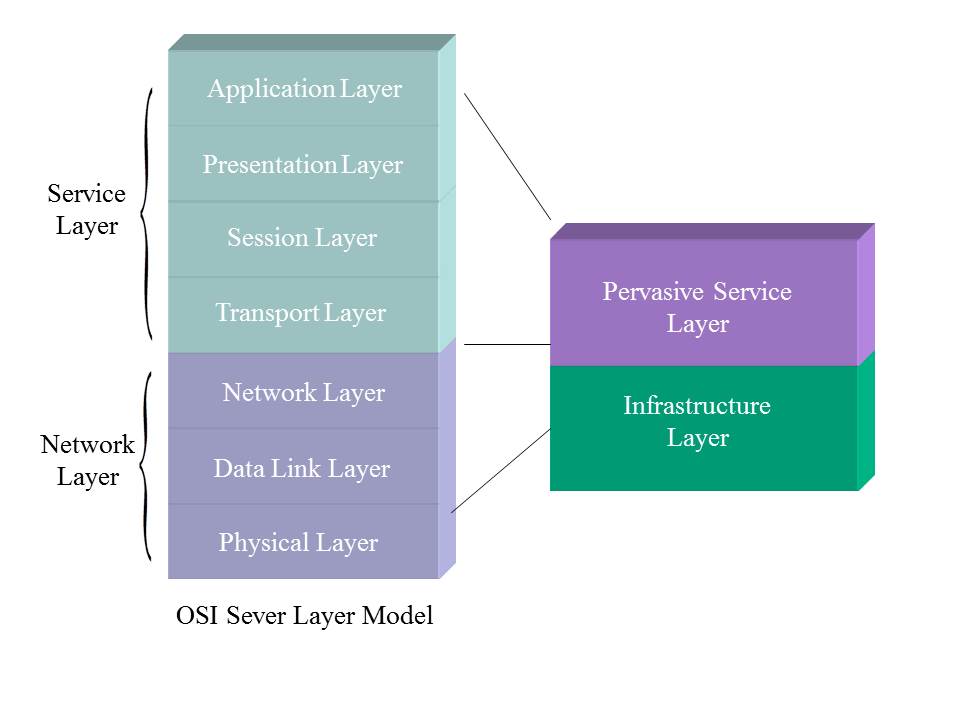 Application Layer
Presentation Layer
Session Layer
Transport Layer
Network Layer
Data Link Layer
Physical Layer
Service
Layer
Network
Layer
OSI Sever Layer Model
Pervasive Service
Layer
Infrastructure
Layer